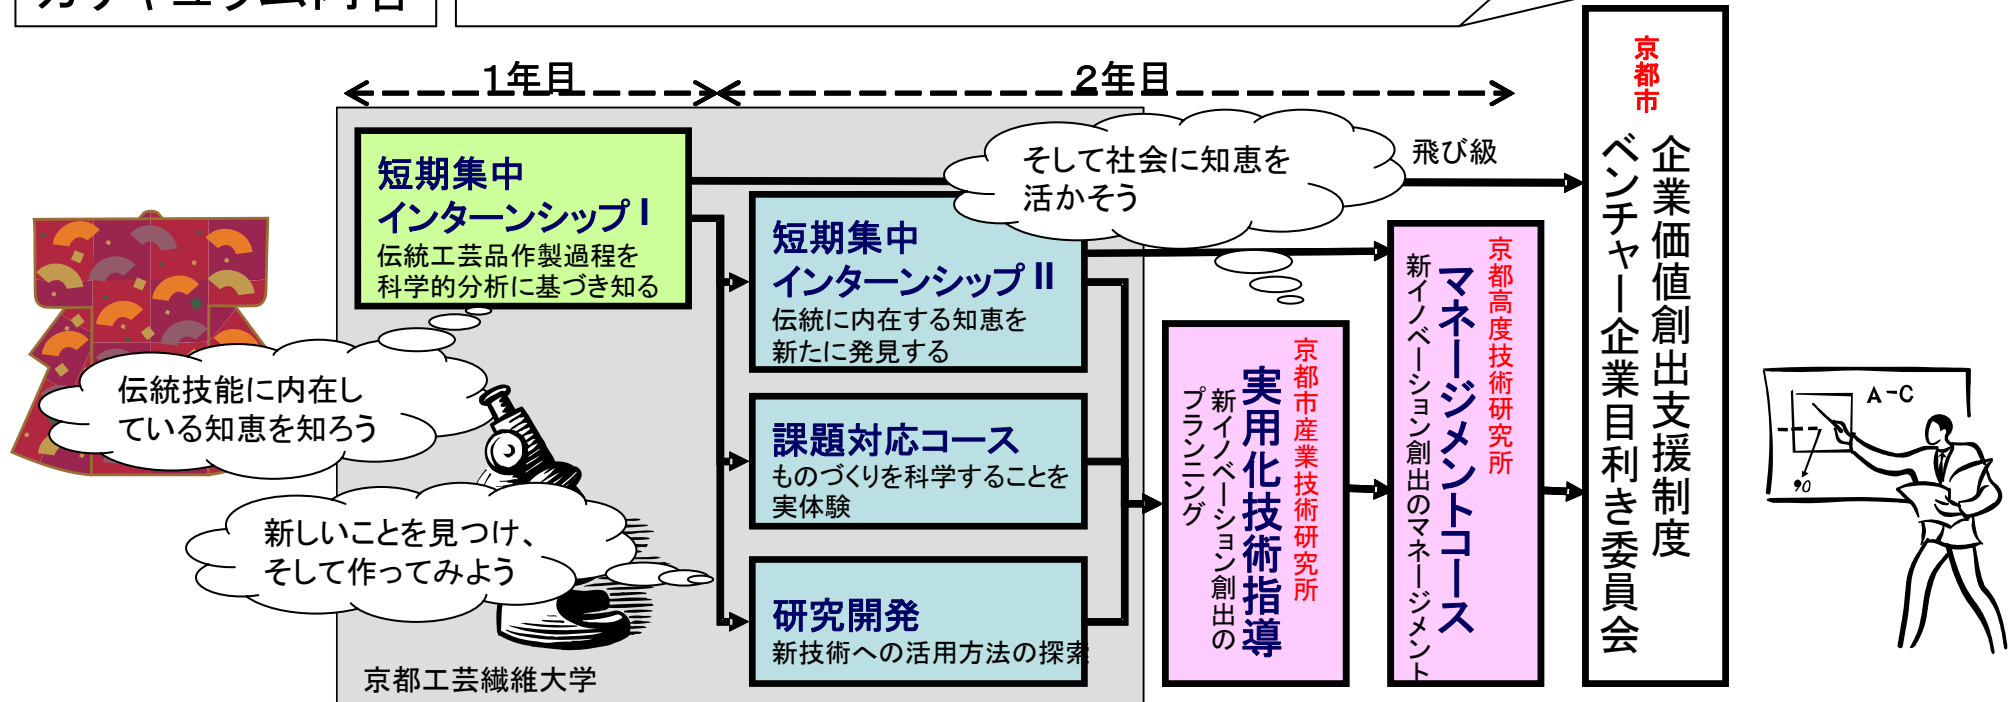 カリキュラム内容
1年目
2年目
短期集中
インターンシップⅠ
伝統工芸品作製過程を
科学的分析に基づき知る
短期集中
インターンシップⅡ
伝統に内在する知恵を
新たに発見する
課題対応コース
ものづくりを科学することを
実体験
研究開発
新技術への活用方法の探索
京都工芸繊維大学
伝統技能に内在し
ている知恵を知ろう
新しいことを見つけ、
そして作ってみよう
そして社会に知恵を
活かそう
飛び級
京都市産業技術研究所
実用化技術指導
新イノベーション創出の
プランニング
京都高度技術研究所
マネージメントコース
新イノベーション創出のマネージメント
京都市
企業価値創出支援制度
ベンチャー企業目利き委員会
A-C